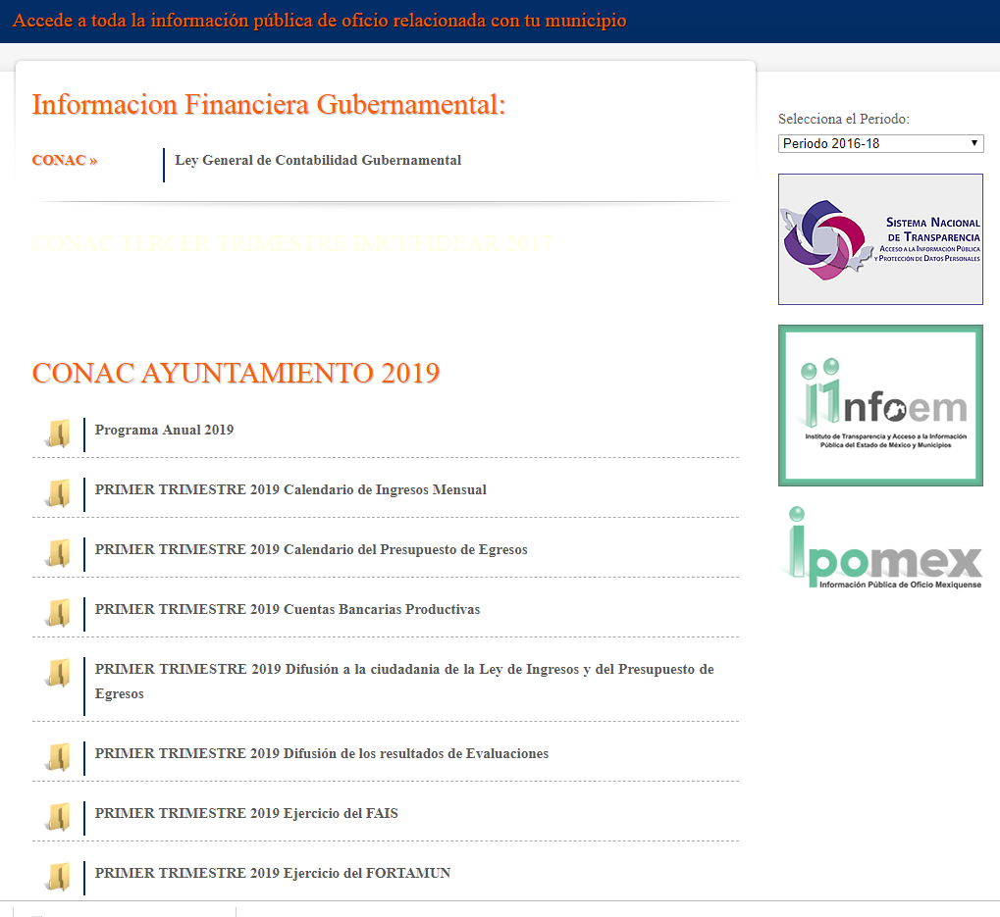 Accede a toda la información pública de oficio relacionada con tu municipio
Informacion Financiera Gubernamental:
CONAC »
Ley General de Contabilidad Gubernamental
CONAC TERCER TRIMESTRE IMCUFIDEAR 2017
CONAC AYUNTAMIENTO 2019
Programa Anual 2019
PRIMER TRIMESTRE 2019 Calendario de Ingresos Mensual
PRIMER TRIMESTRE 2019 Calendario del Presupuesto de Egresos
PRIMER TRIMESTRE 2019 Cuentas Bancarias Productivas
PRIMER TRIMESTRE 2019 Difusión a la ciudadania de la Ley de Ingresos y del Presupuesto de
Egresos
PRIMER TRIMESTRE 2019 Difusión de los resultados de Evaluaciones
PRIMER TRIMESTRE 2019 Ejercicio del FAIS
PRIMER TRIMESTRE 2019 Ejercicio del FORTAMUN
Selecciona el Periodo:
Periodo 2016-18
Sistema Nacional
de Transparencia
Acceso a la Información Pública
y Protección de Datos Personales
infoem
Instituto de Transparencia y Acceso a la Información
Pública del Estado de México y Municipios
ipomex
Información Pública de Oficio Mexiquense